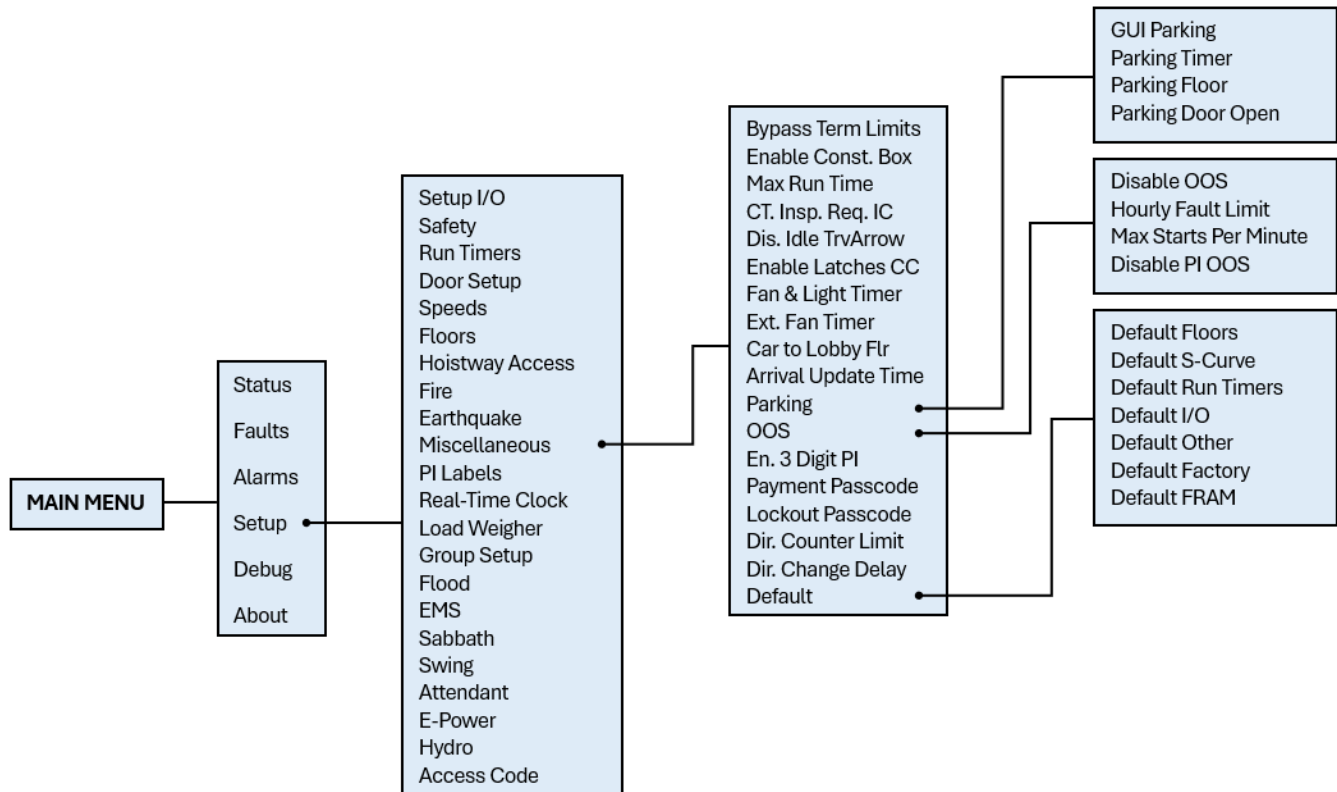 MAIN MENU
Status
Faults
Alarms
Setup
Debug
About
Setup I/O
Safety
Run Timers
Door Setup
Speeds
Floors
Hoistway Access
Fire
Earthquake
Miscellaneous
PI Labels
Real-Time Clock
Load Weigher
Group Setup
Flood
EMS
Sabbath
Swing
Attendant
E-Power
Hydro
Access Code
Bypass Term Limits
Enable Const. Box
Max Run Time
CT. Insp. Req. IC
Dis. Idle TrvArrow
Enable Latches CC
Fan & Light Timer
Ext. Fan Timer
Car to Lobby Flr
Arrival Update Time
Parking
OOS
En. 3 Digit PI
Payment Passcode
Lockout Passcode
Dir. Counter Limit
Dir. Change Delay
Default
GUI Parking
Parking Timer
Parking Floor
Parking Door Open
Disable OOS
Hourly Fault Limit
Max Starts Per Minute
Disable PI OOS
Default Floors
Default S-Curve
Default Run Timers
Default I/O
Default Other
Default Factory
Default FRAM